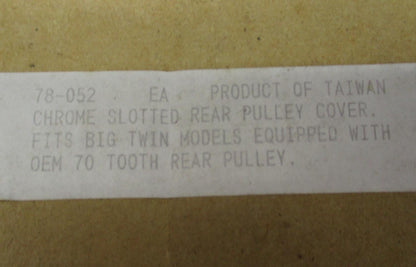 78-052 . EA. PRODUCT OF TAIWAN
CHROME SLOTTED REAR PULLEY COVER.
FITS BIG TWIN MODELS EQUIPPED WITH
OEM 70 TOOTH REAR PULLEY.